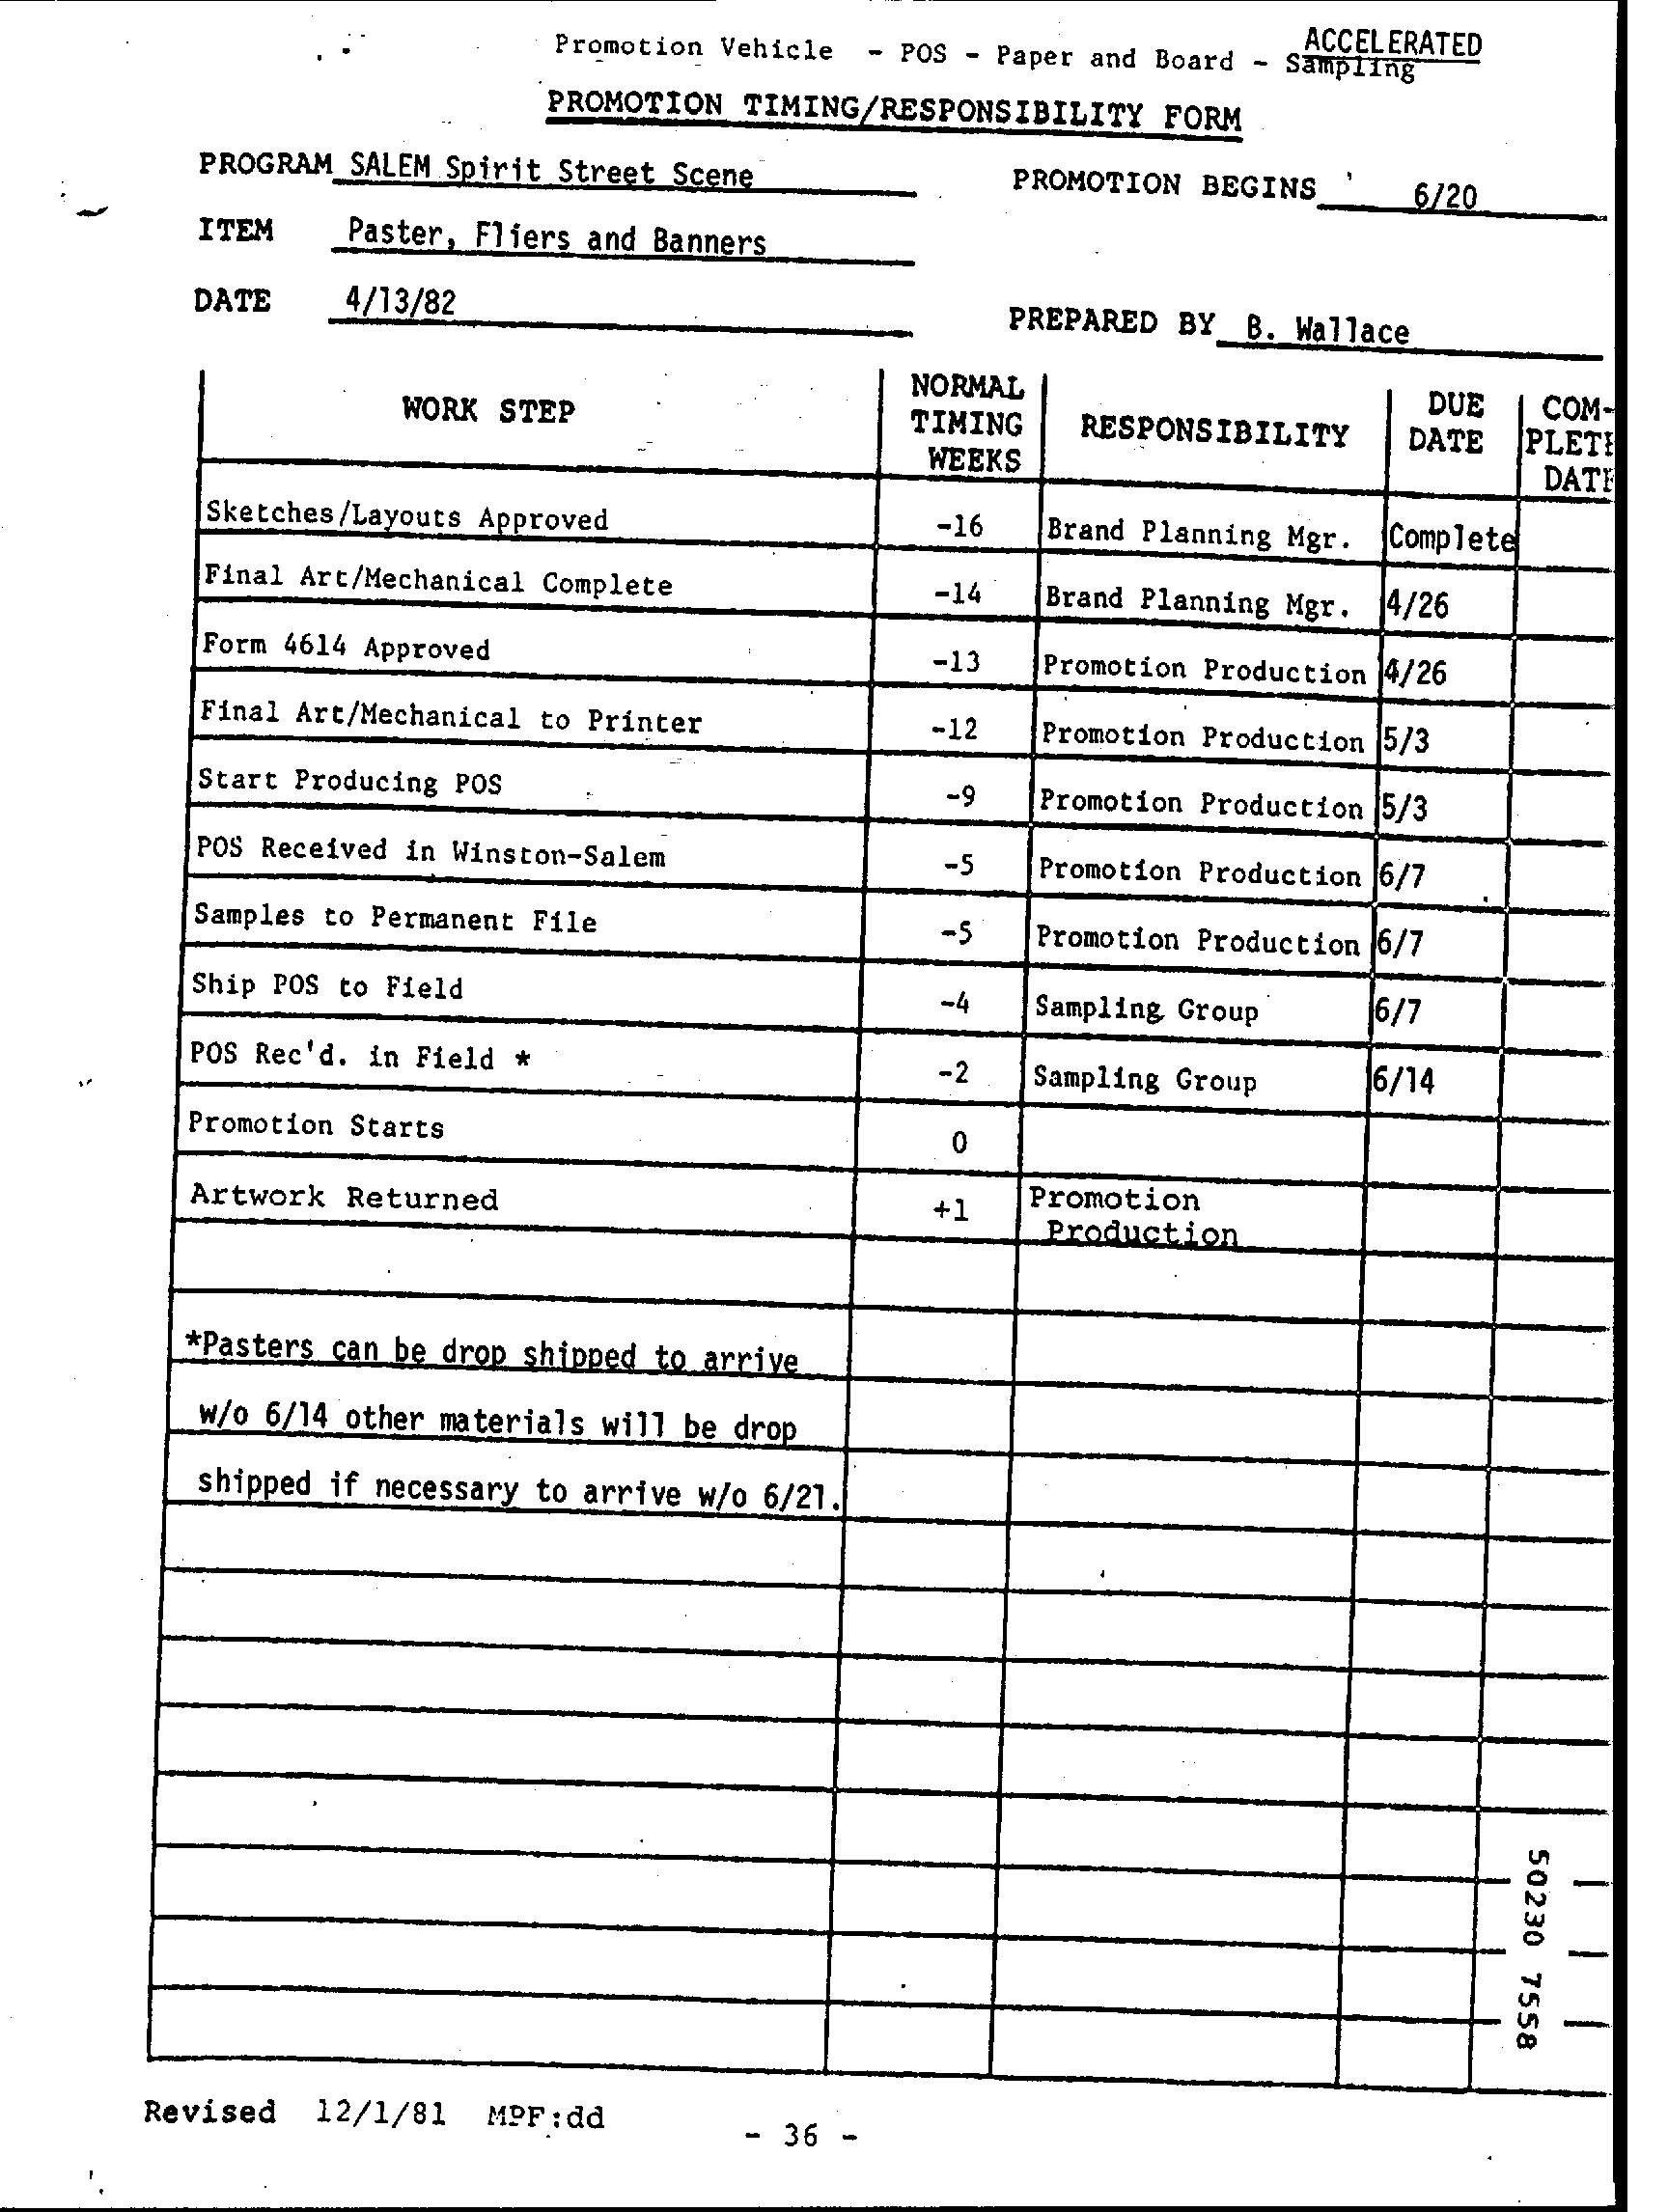 ACCELERATED
Promotion Vehicle - POS - Paper and Board - Sampling
PROMOTION TIMING/RESPONSIBILITY FORM
PROGRAM SALEM Spirit Street Scene PROMOTION BEGINS 6/20
ITEM Paster, Fliers and Banners
DATE 4/13/82 PREPARED BY B. Wallace
WORK STEP NORMAL TIMING WEEKS RESPONSIBILITY DUE DATE COM-PLETE DATE
Sketches/Layouts Approved -16 Brand Planning Mgr. Complete
Final Art/Mechanical Complete -14 Brand Planning Mgr. 4/26
Form 4614 Approved -13 Promotion Production 4/26
Final Art/Mechanical to Printer -12 Promotion Production 5/3
Start Producing POS -9 Promotion Production 5/3
POS Received in Winston-Salem -5 Promotion Production 6/7
Samples to Permanent File -5 Promotion Production 6/7
Ship POS to Field -4 Sampling Group 6/7
POS Rec'd. in Field * -2 Sampling Group 6/14
Promotion Starts 0
Artwork Returned +1 Promotion Production
*Pasters can be drop shipped to arrive
w/o 6/14 other materials will be drop
shipped if necessary to arrive w/o 6/21.
50230 7558
Revised 12/1/81 MPF:dd
- 36 -